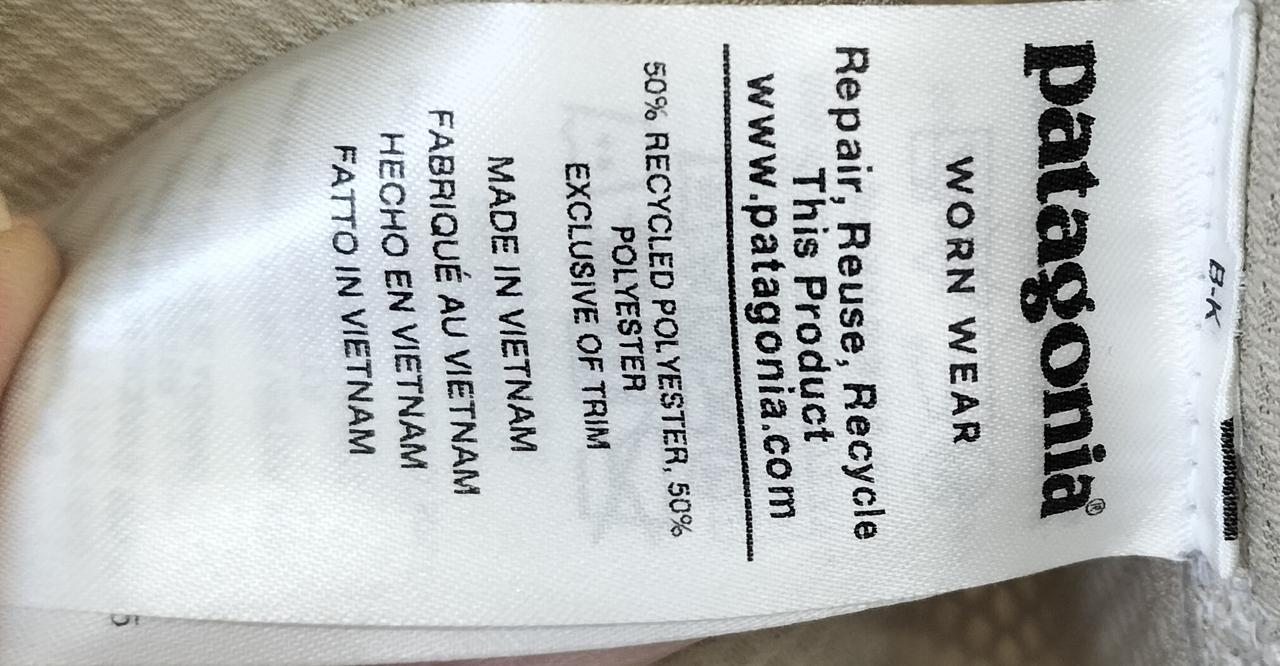 B-K
patagonia®
WORN WEAR
Repair, Reuse, Recycle
This Product
www.patagonia.com
50% RECYCLED POLYESTER, 50%
POLYESTER
EXCLUSIVE OF TRIM
MADE IN VIETNAM
FABRIQUÉ AU VIETNAM
HECHO EN VIETNAM
FATTO IN VIETNAM